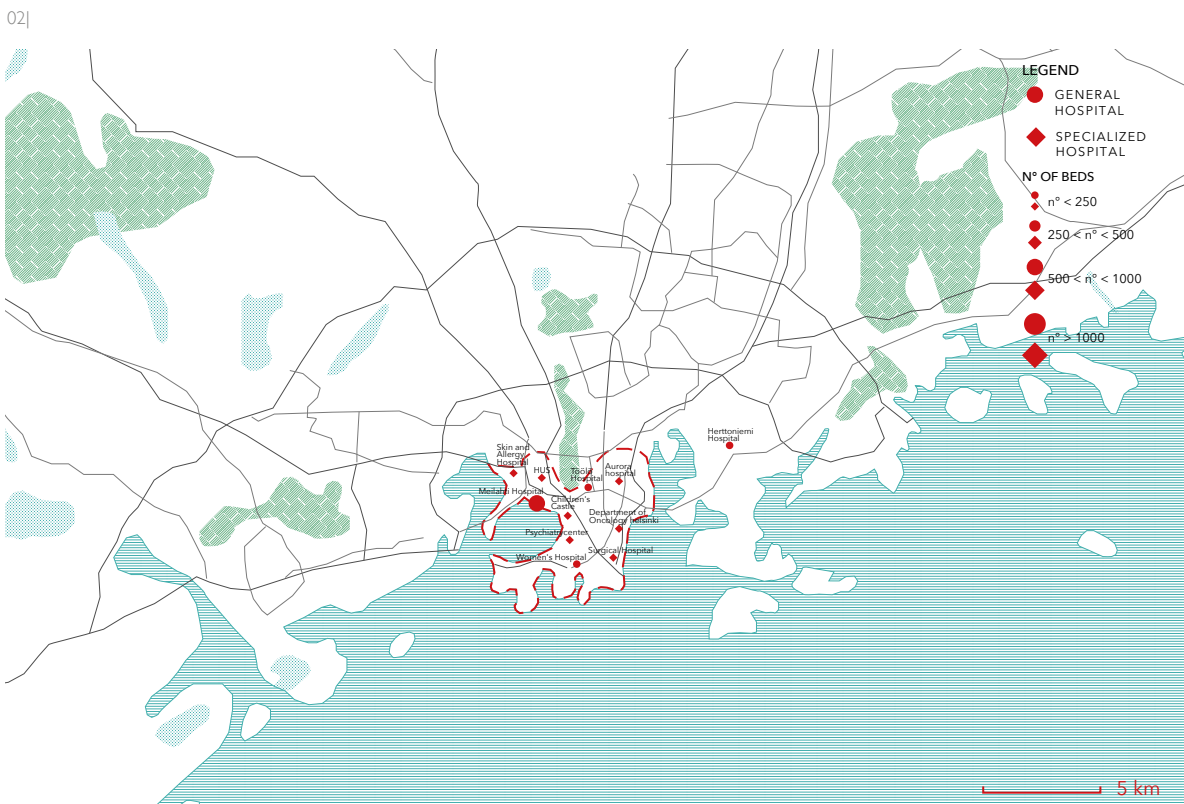 02|
LEGEND
GENERAL
HOSPITAL
SPECIALIZED
HOSPITAL
N° OF BEDS
n° < 250
250 < n° < 500
500 < n° < 1000
n° > 1000
Herttoniemi
Hospital
Skin and
Allergy
Hospital
HUS
Töölö
Hospital
Aurora
hospital
Meilahti Hospital
Children's
Castle
Department of
Oncology Helsinki
Psychiatricenter
Surgical hospital
Women's Hospital
5 km